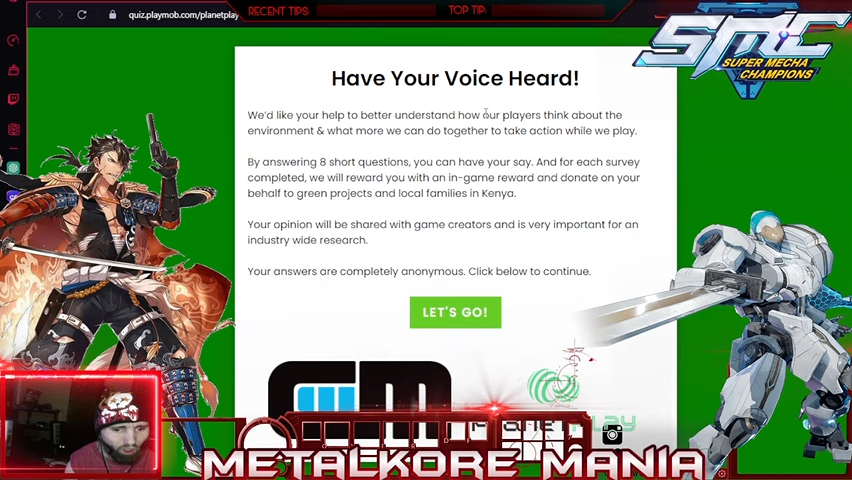 quiz.playmob.com/planetplay
RECENT TIPS:
TOP TIP:
SMC
SUPER MECHA
CHAMPIONS
Have Your Voice Heard!
We'd like your help to better understand how our players think about the
environment & what more we can do together to take action while we play.
By answering 8 short questions, you can have your say. And for each survey
completed, we will reward you with an in-game reward and donate on your
behalf to green projects and local families in Kenya.
Your opinion will be shared with game creators and is very important for an
industry wide research.
Your answers are completely anonymous. Click below to continue.
LET'S GO!
METALKORE MANIA